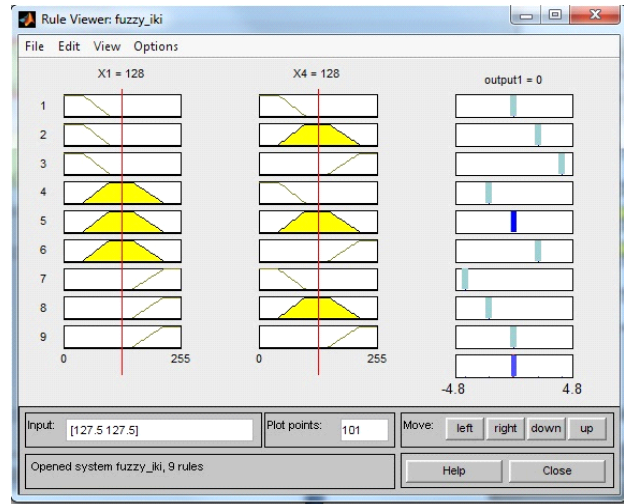 Rule Viewer: fuzzy_iki
File Edit View Options
X1 = 128 X4 = 128 output1 = 0
1
2
3
4
5
6
7
8
9
0 255 0 255
-4.8 4.8
Input: [127.5 127.5] Plot points: 101 Move: left right down up
Opened system fuzzy_iki, 9 rules Help Close